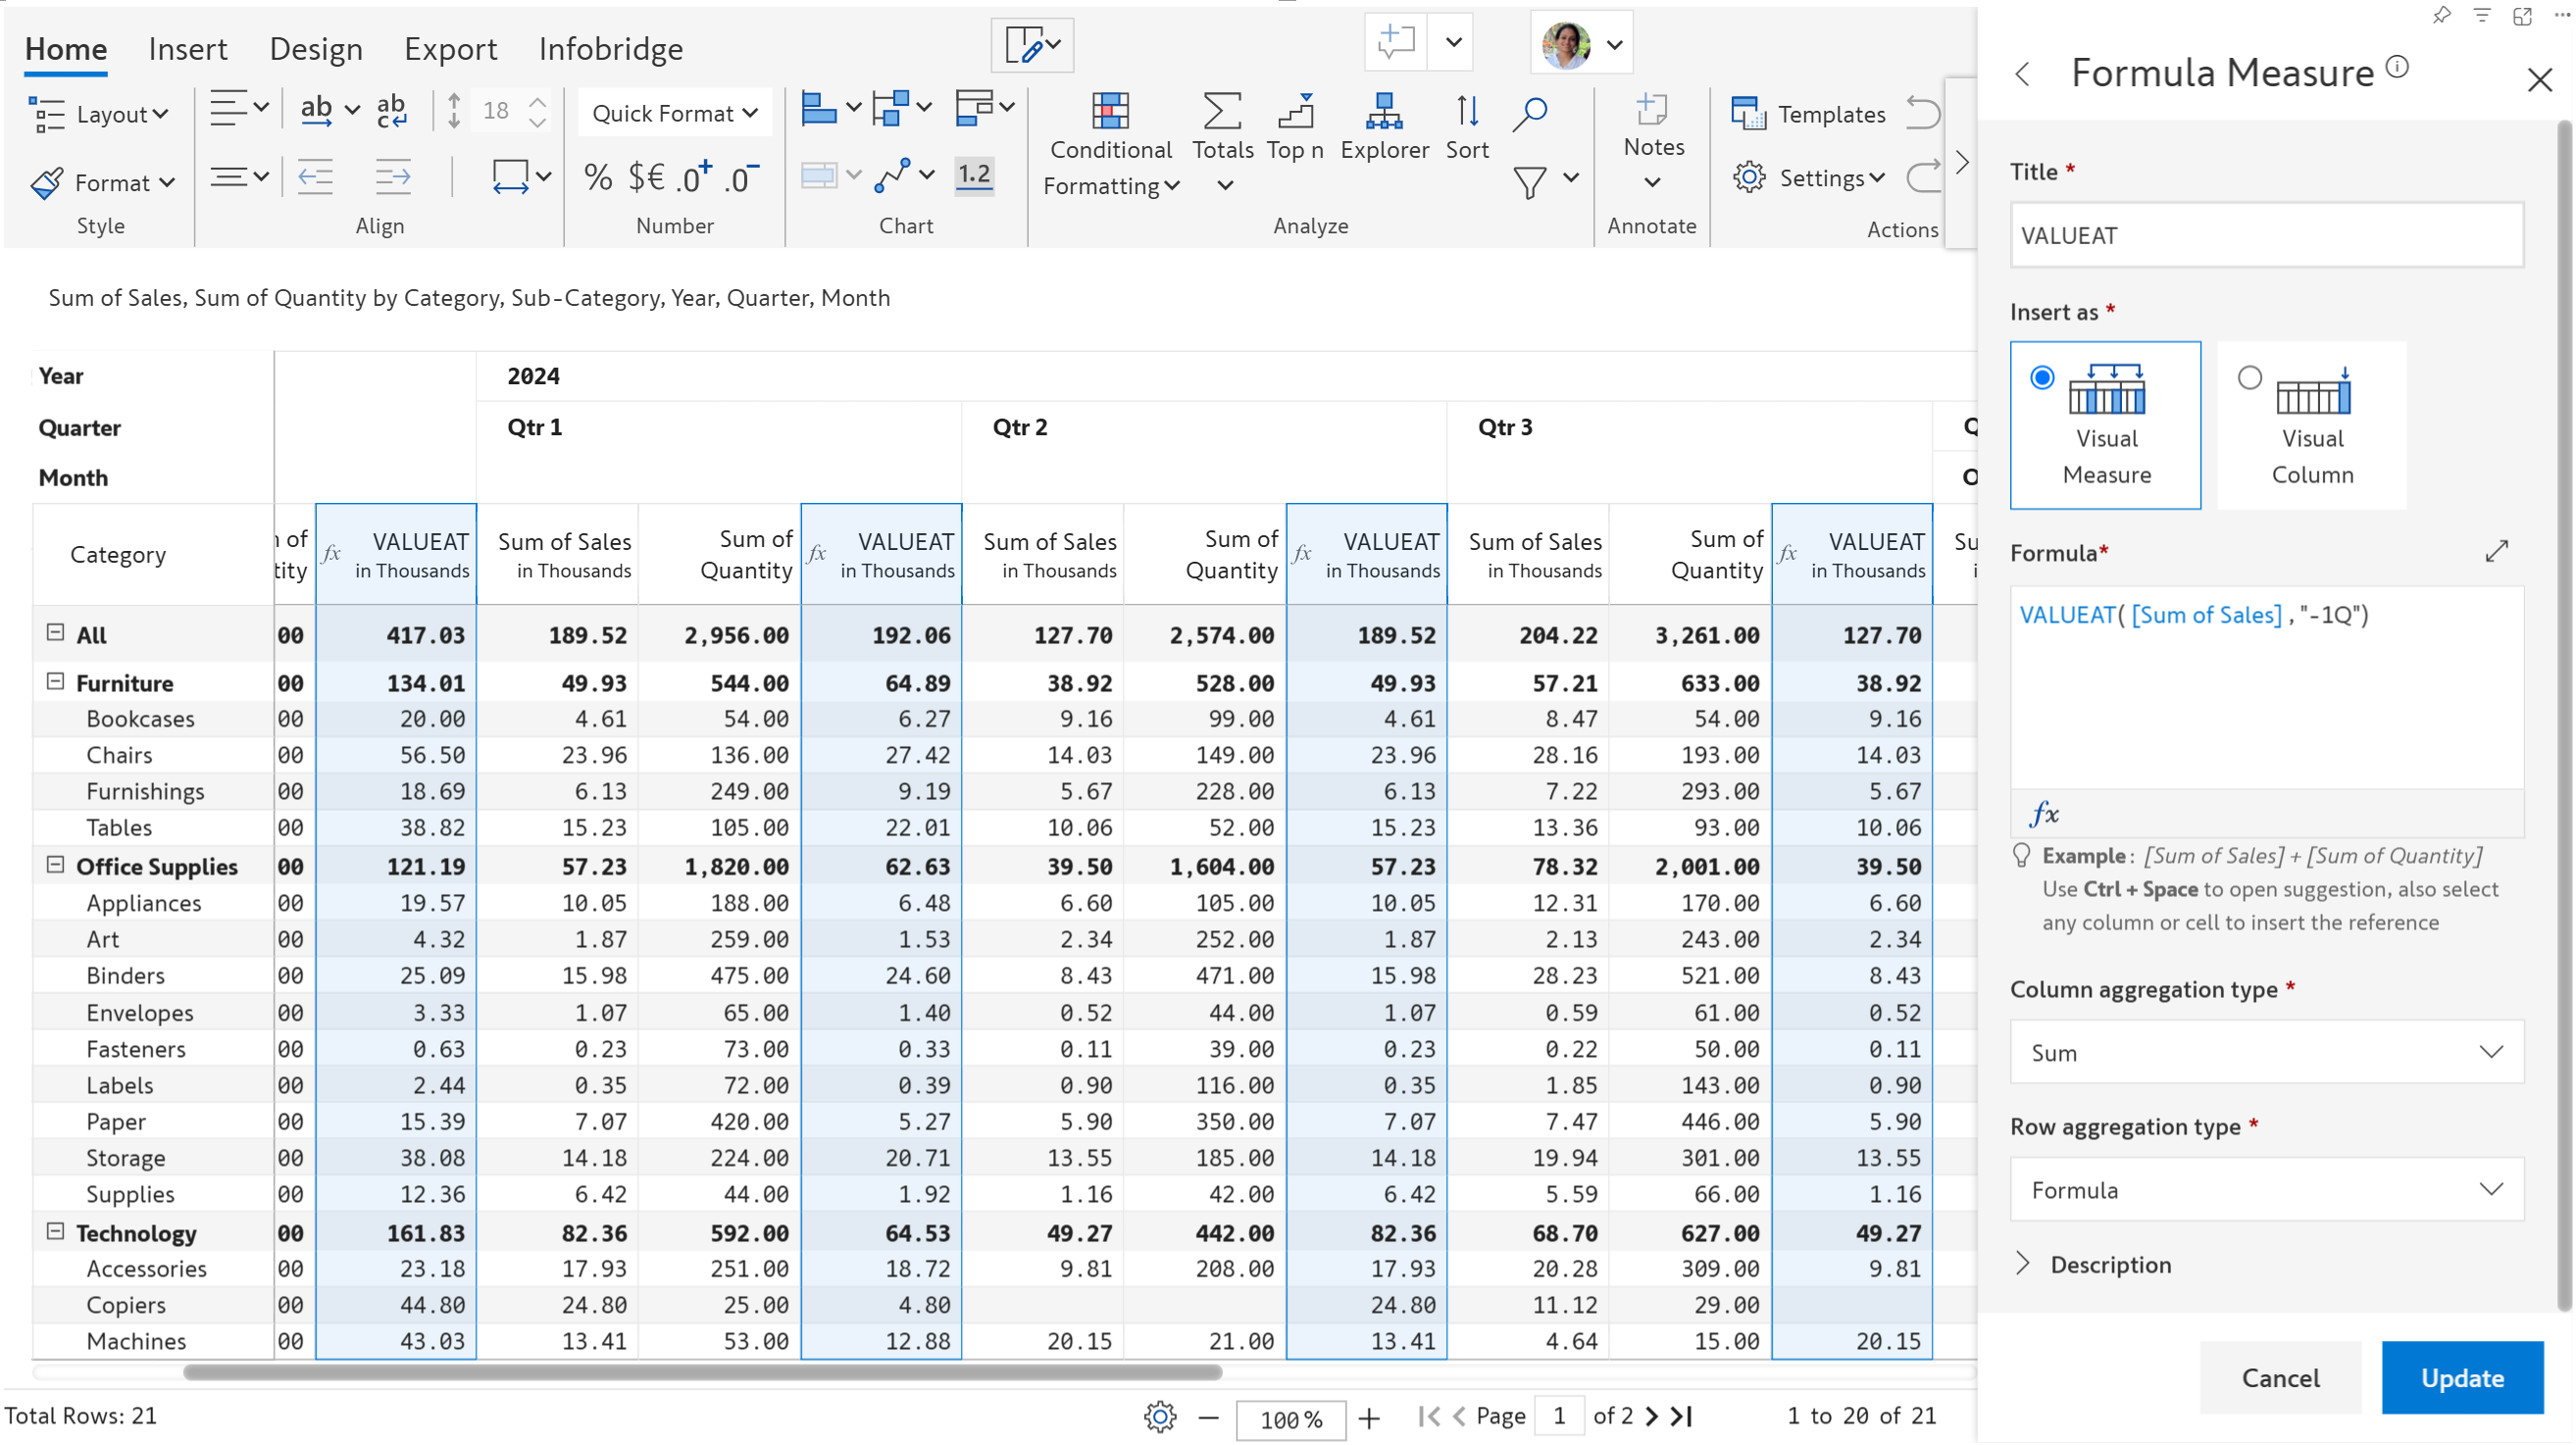 Home Insert Design Export Infobridge
Layout ab ab c 18 Quick Format Conditional Formatting Totals Top n Explorer Sort Notes Templates
Format % $€ .0+ .0- 1.2 Settings
Style Align Number Chart Analyze Annotate Actions
Sum of Sales, Sum of Quantity by Category, Sub-Category, Year, Quarter, Month
Year 2024
Quarter Qtr 1 Qtr 2 Qtr 3 Q
Month O
Category n of tity fx VALUEAT in Thousands Sum of Sales in Thousands Sum of Quantity fx VALUEAT in Thousands Sum of Sales in Thousands Sum of Quantity fx VALUEAT in Thousands Sum of Sales in Thousands Sum of Quantity fx VALUEAT in Thousands Su i
All 00 417.03 189.52 2,956.00 192.06 127.70 2,574.00 189.52 204.22 3,261.00 127.70
Furniture 00 134.01 49.93 544.00 64.89 38.92 528.00 49.93 57.21 633.00 38.92
Bookcases 00 20.00 4.61 54.00 6.27 9.16 99.00 4.61 8.47 54.00 9.16
Chairs 00 56.50 23.96 136.00 27.42 14.03 149.00 23.96 28.16 193.00 14.03
Furnishings 00 18.69 6.13 249.00 9.19 5.67 228.00 6.13 7.22 293.00 5.67
Tables 00 38.82 15.23 105.00 22.01 10.06 52.00 15.23 13.36 93.00 10.06
Office Supplies 00 121.19 57.23 1,820.00 62.63 39.50 1,604.00 57.23 78.32 2,001.00 39.50
Appliances 00 19.57 10.05 188.00 6.48 6.60 105.00 10.05 12.31 170.00 6.60
Art 00 4.32 1.87 259.00 1.53 2.34 252.00 1.87 2.13 243.00 2.34
Binders 00 25.09 15.98 475.00 24.60 8.43 471.00 15.98 28.23 521.00 8.43
Envelopes 00 3.33 1.07 65.00 1.40 0.52 44.00 1.07 0.59 61.00 0.52
Fasteners 00 0.63 0.23 73.00 0.33 0.11 39.00 0.23 0.22 50.00 0.11
Labels 00 2.44 0.35 72.00 0.39 0.90 116.00 0.35 1.85 143.00 0.90
Paper 00 15.39 7.07 420.00 5.27 5.90 350.00 7.07 7.47 446.00 5.90
Storage 00 38.08 14.18 224.00 20.71 13.55 185.00 14.18 19.94 301.00 13.55
Supplies 00 12.36 6.42 44.00 1.92 1.16 42.00 6.42 5.59 66.00 1.16
Technology 00 161.83 82.36 592.00 64.53 49.27 442.00 82.36 68.70 627.00 49.27
Accessories 00 23.18 17.93 251.00 18.72 9.81 208.00 17.93 20.28 309.00 9.81
Copiers 00 44.80 24.80 25.00 4.80 24.80 11.12 29.00
Machines 00 43.03 13.41 53.00 12.88 20.15 21.00 13.41 4.64 15.00 20.15
Total Rows: 21 100 % Page 1 of 2 1 to 20 of 21
Formula Measure
Title *
VALUEAT
Insert as *
Visual Measure
Visual Column
Formula*
VALUEAT( [Sum of Sales] , "-1Q")
fx
Example : [Sum of Sales] + [Sum of Quantity]
Use Ctrl + Space to open suggestion, also select
any column or cell to insert the reference
Column aggregation type *
Sum
Row aggregation type *
Formula
Description
Cancel Update